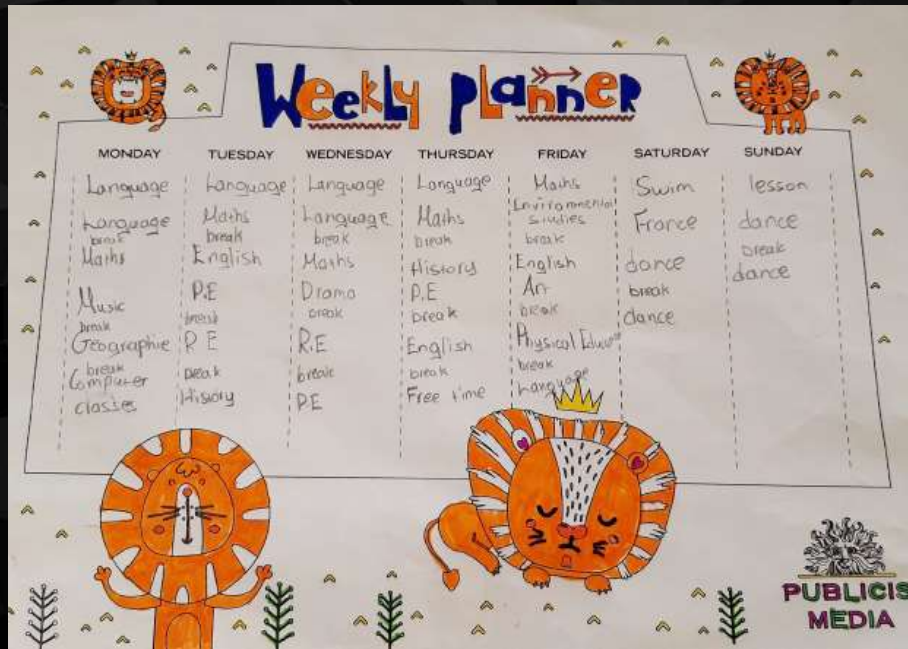 Weekly planner
MONDAY
Language
Language
break
Maths
Music
break
Geographie
break
Computer
classes
TUESDAY
Language
Maths
break
English
P.E
break
R E
break
History
WEDNESDAY
Language
Language
break
Maths
Drama
break
R.E
break
PE
THURSDAY
Language
Maths
break
History
P.E
break
English
break
Free time
FRIDAY
Maths
Environmental
studies
break
English
Art
break
Physical
break
Language
SATURDAY
Swim
France
dance
break
dance
SUNDAY
lesson
dance
break
dance
PUBLICIS
MEDIA